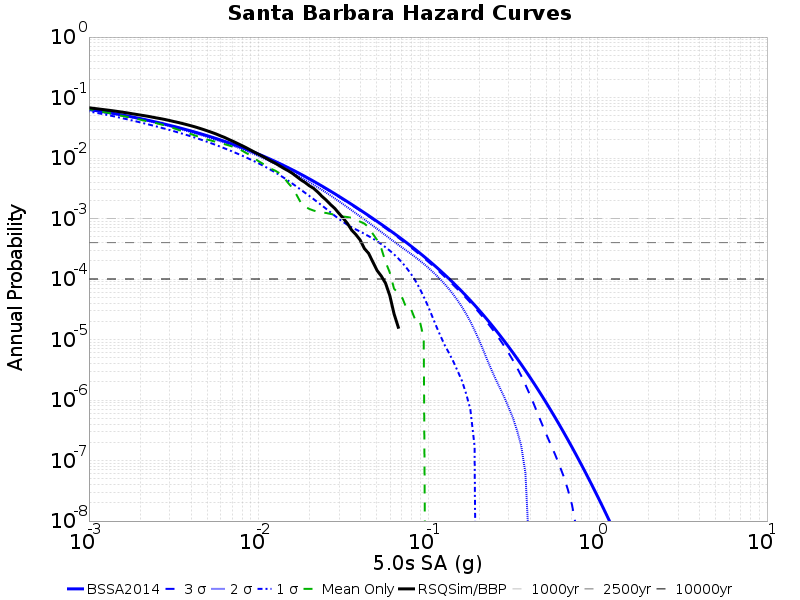 Santa Barbara Hazard Curves
Annual Probability
10^0
10^-1
10^-2
10^-3
10^-4
10^-5
10^-6
10^-7
10^-8
10^-3 10^-2 10^-1 10^0 10^1
5.0s SA (g)
BSSA2014 3 σ 2 σ 1 σ Mean Only RSQSim/BBP 1000yr 2500yr 10000yr